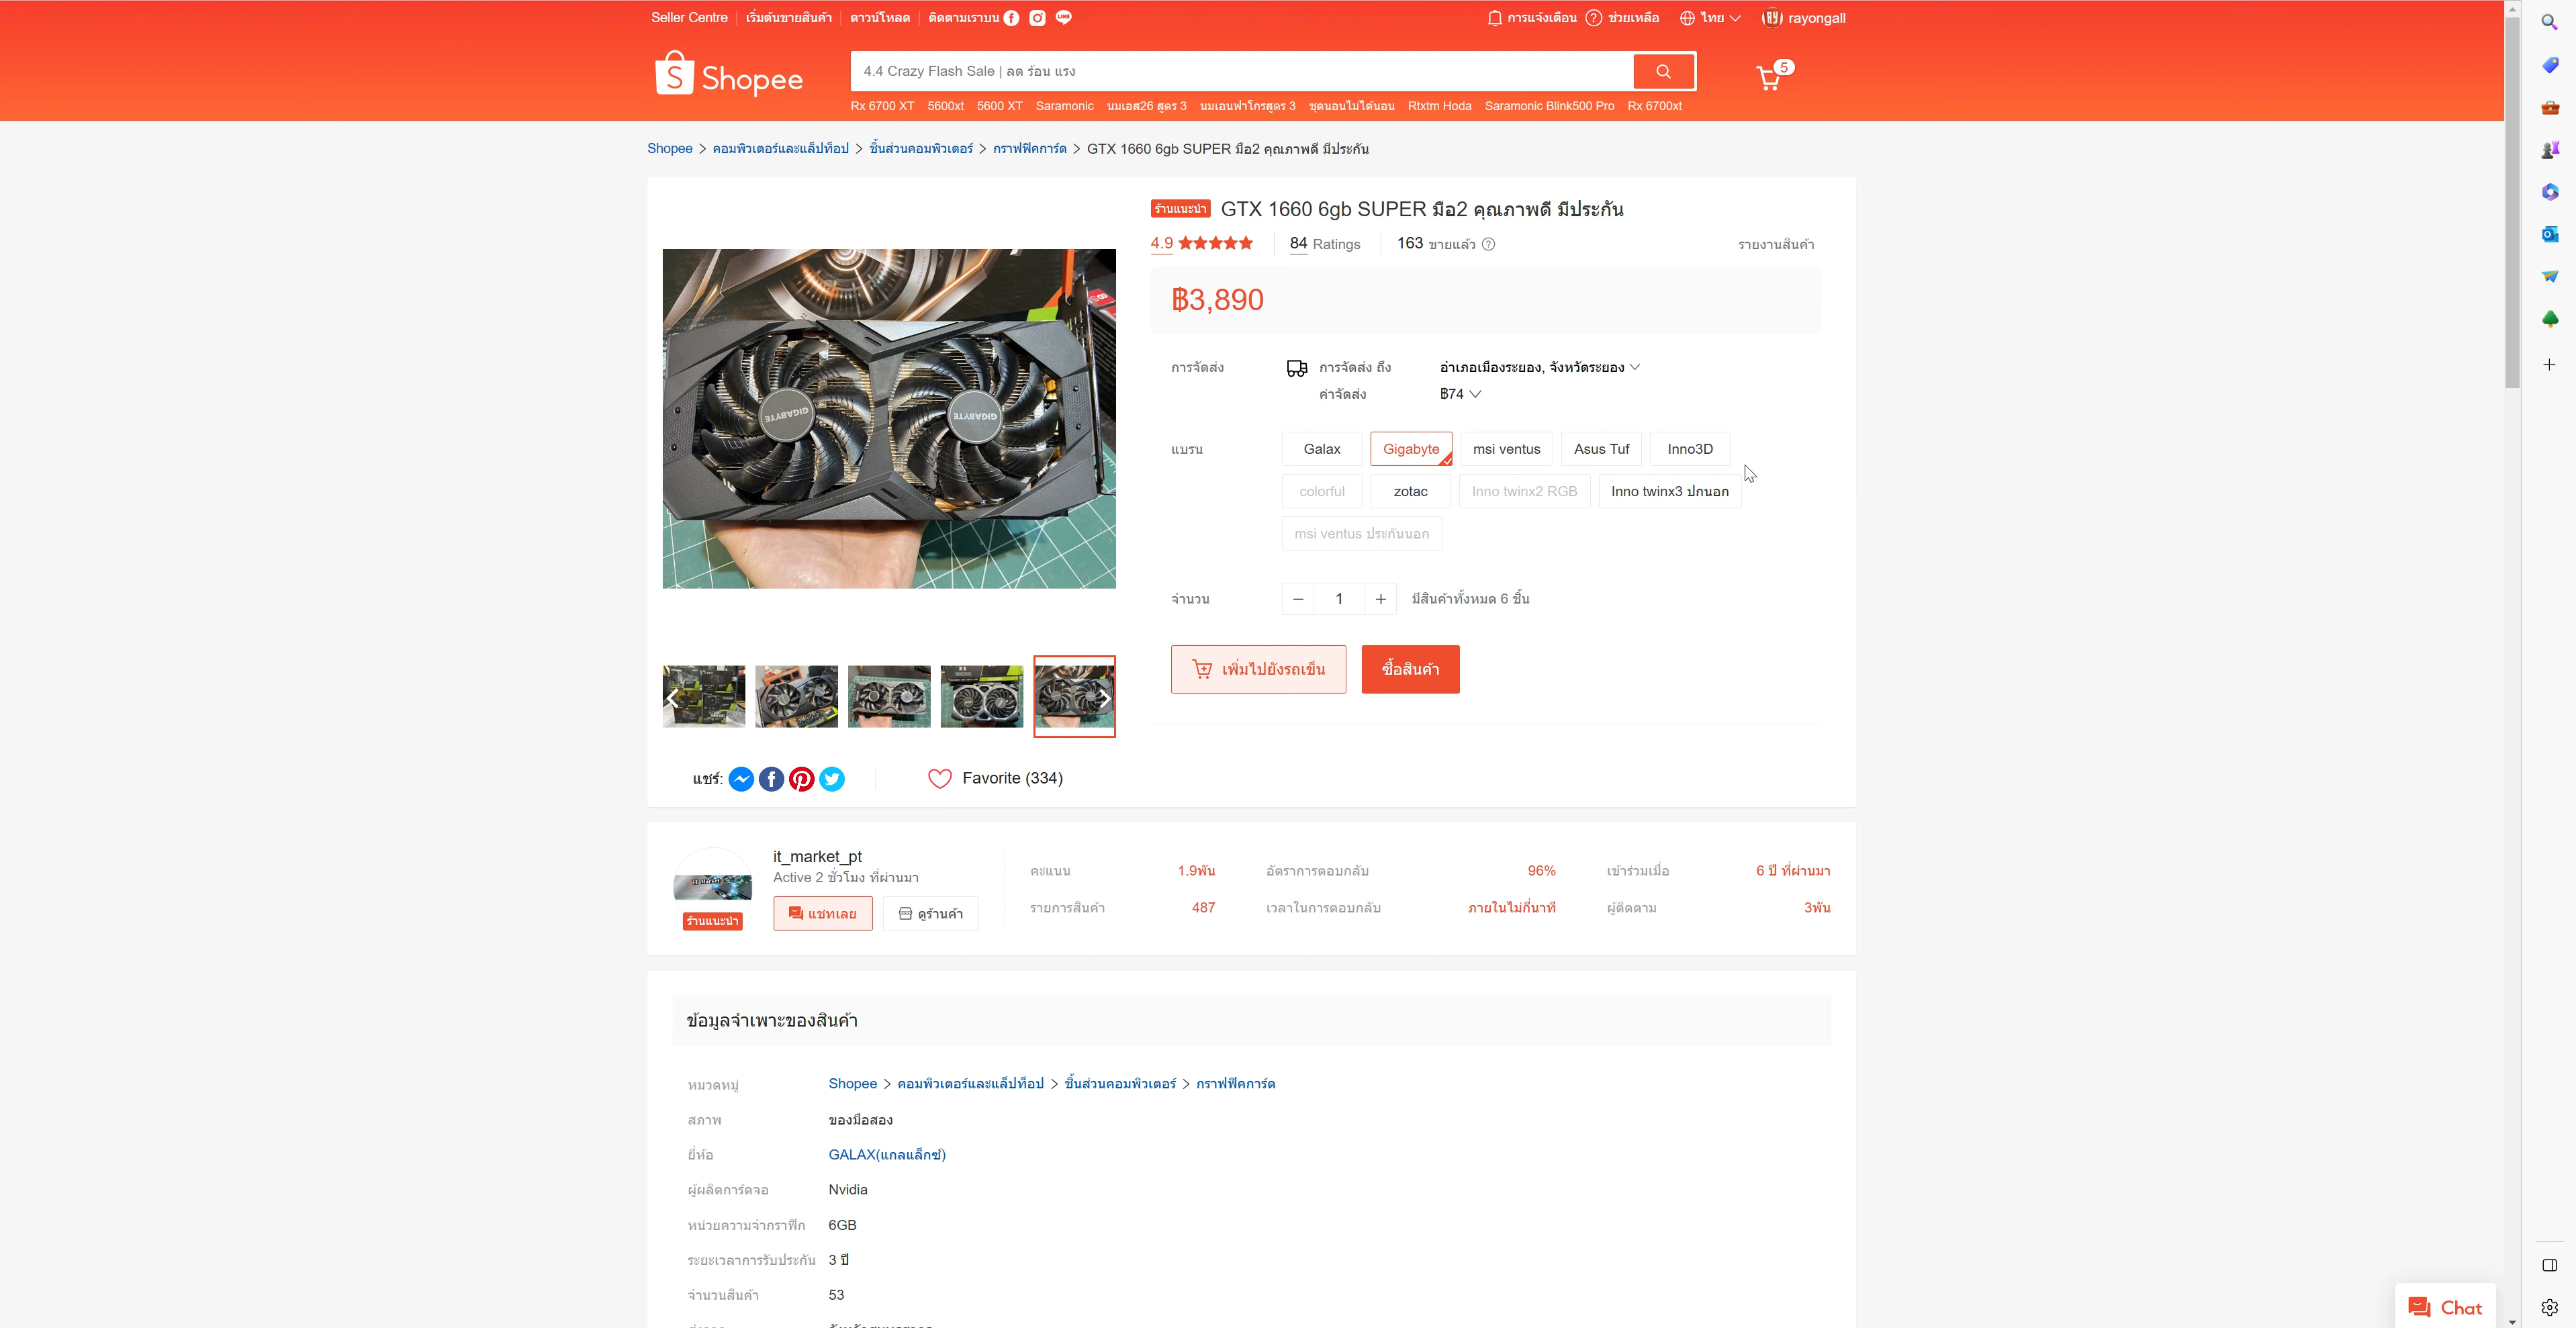 Seller Centre เริ่มต้นขายสินค้า ดาวน์โหลด ติดตามเราบน
การแจ้งเตือน ช่วยเหลือ ไทย rayongall
Shopee
4.4 Crazy Flash Sale | ลด ร้อน แรง
5
Rx 6700 XT 5600xt 5600 XT Saramonic นมเอส26 สูตร 3 นมเอนฟาโกรสูตร 3 ชุดนอนไม่ได้นอน Rtxtm Hoda Saramonic Blink500 Pro Rx 6700xt
Shopee > คอมพิวเตอร์และแล็ปท็อป > ชิ้นส่วนคอมพิวเตอร์ > กราฟฟิคการ์ด > GTX 1660 6gb SUPER มือ2 คุณภาพดี มีประกัน
ร้านแนะนำ GTX 1660 6gb SUPER มือ2 คุณภาพดี มีประกัน
4.9 84 Ratings 163 ขายแล้ว รายงานสินค้า
฿3,890
GIGABYTE GIGABYTE
การจัดส่ง การจัดส่ง ถึง อำเภอเมืองระยอง, จังหวัดระยอง
ค่าจัดส่ง ฿74
แบรน Galax Gigabyte msi ventus Asus Tuf Inno3D
colorful zotac Inno twinx2 RGB Inno twinx3 ปกนอก
msi ventus ประกันนอก
จำนวน − 1 + มีสินค้าทั้งหมด 6 ชิ้น
เพิ่มไปยังรถเข็น ซื้อสินค้า
แชร์: Favorite (334)
it_market_pt
Active 2 ชั่วโมง ที่ผ่านมา
ร้านแนะนำ
แชทเลย ดูร้านค้า
คะแนน 1.9พัน อัตราการตอบกลับ 96% เข้าร่วมเมื่อ 6 ปี ที่ผ่านมา
รายการสินค้า 487 เวลาในการตอบกลับ ภายในไม่กี่นาที ผู้ติดตาม 3พัน
ข้อมูลจำเพาะของสินค้า
หมวดหมู่ Shopee > คอมพิวเตอร์และแล็ปท็อป > ชิ้นส่วนคอมพิวเตอร์ > กราฟฟิคการ์ด
สภาพ ของมือสอง
ยี่ห้อ GALAX(แกลแล็กซ์)
ผู้ผลิตการ์ดจอ Nvidia
หน่วยความจำกราฟิก 6GB
ระยะเวลาการรับประกัน 3 ปี
จำนวนสินค้า 53
Chat